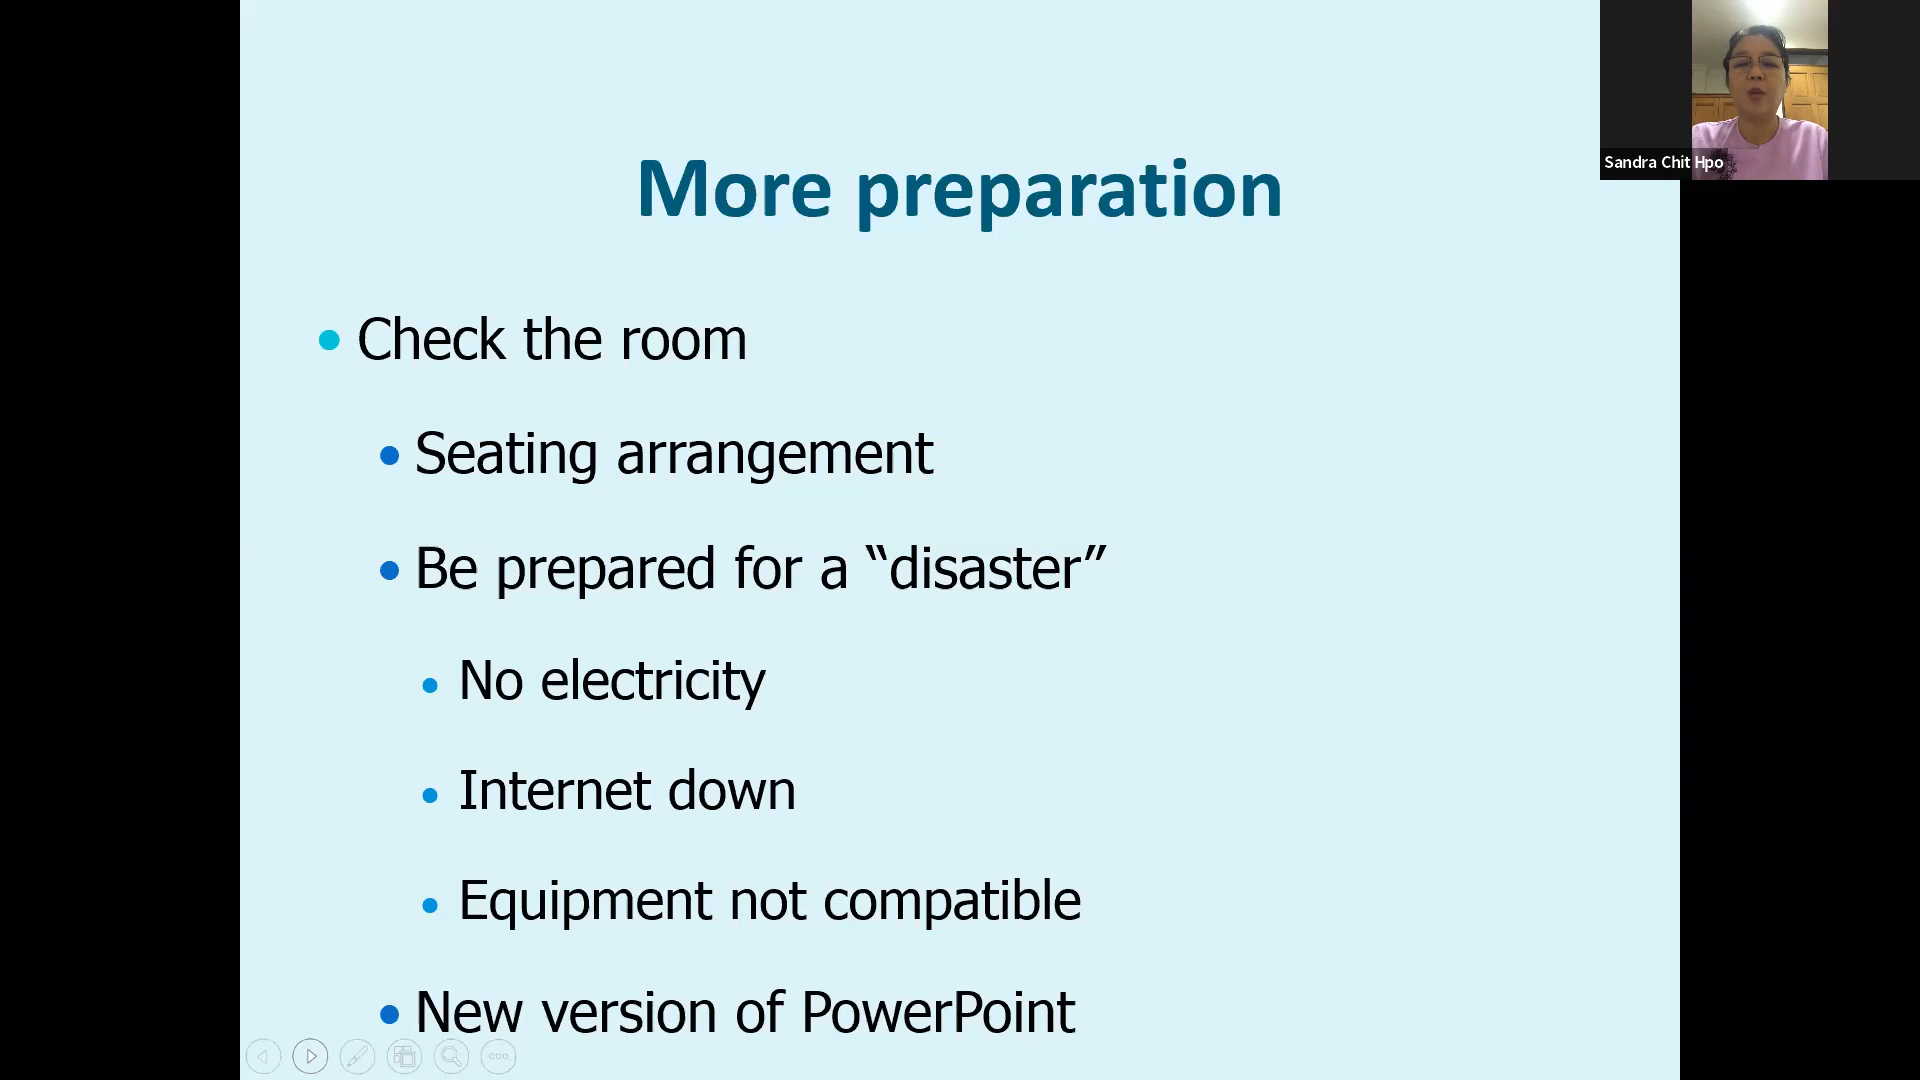 More preparation
Sandra Chit Hpo
• Check the room
• Seating arrangement
• Be prepared for a “disaster”
• No electricity
• Internet down
• Equipment not compatible
• New version of PowerPoint